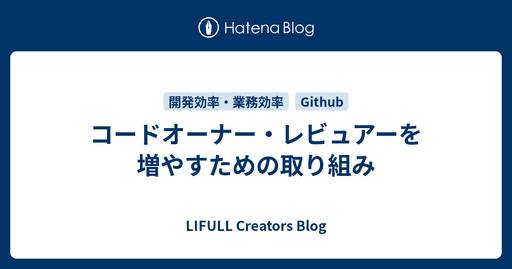 Hatena Blog
開発効率・業務効率 Github
コードオーナー・レビュアーを
増やすための取り組み
LIFULL Creators Blog